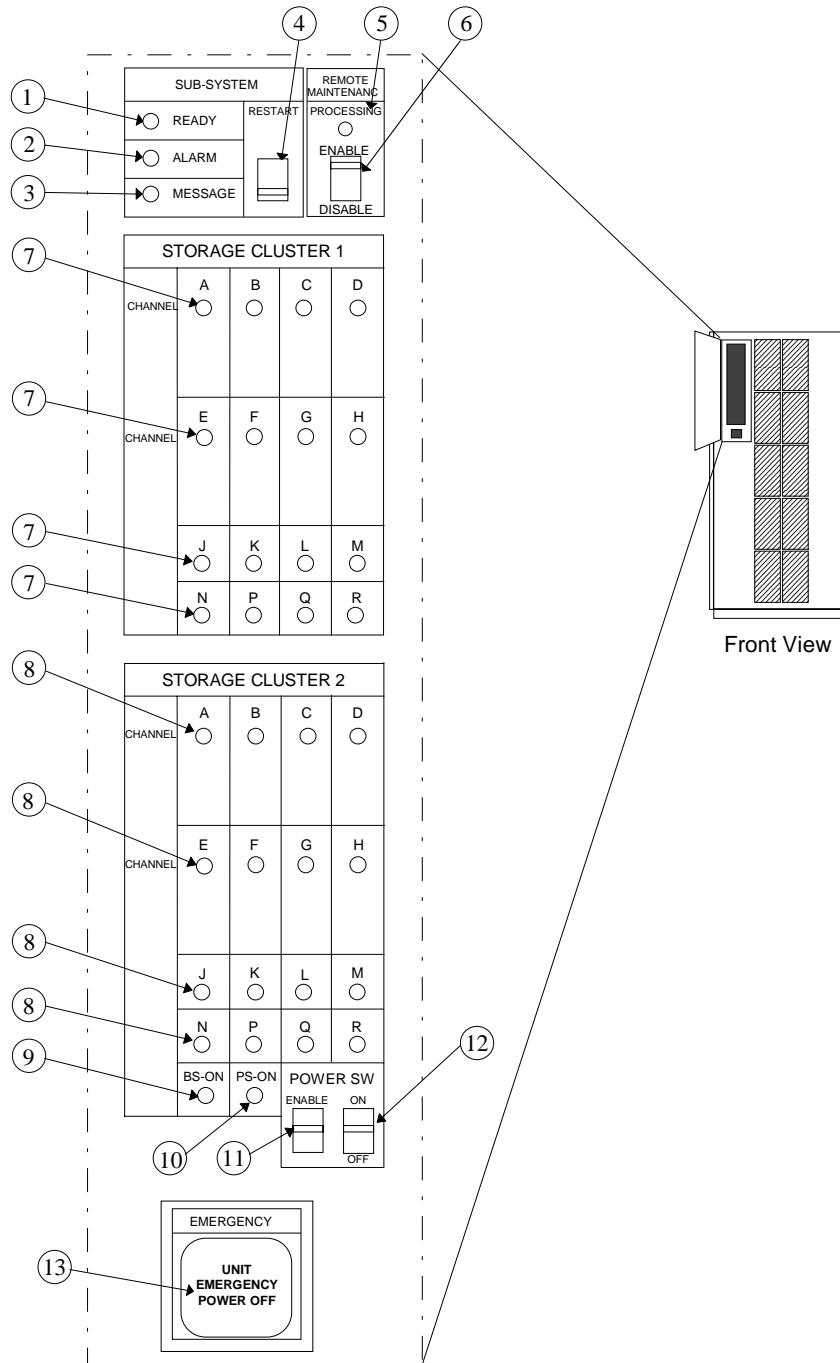 4 5 6
SUB-SYSTEM
REMOTE
MAINTENANC
1 READY
RESTART
PROCESSING
2 ALARM
ENABLE
3 MESSAGE
DISABLE
STORAGE CLUSTER 1
7
A B C D
CHANNEL
7
E F G H
CHANNEL
7
J K L M
7
N P Q R
Front View
STORAGE CLUSTER 2
8
A B C D
CHANNEL
8
E F G H
CHANNEL
8
J K L M
8
N P Q R
9
12
BS-ON PS-ON POWER SW
ENABLE ON
OFF
10 11
EMERGENCY
13
UNIT
EMERGENCY
POWER OFF